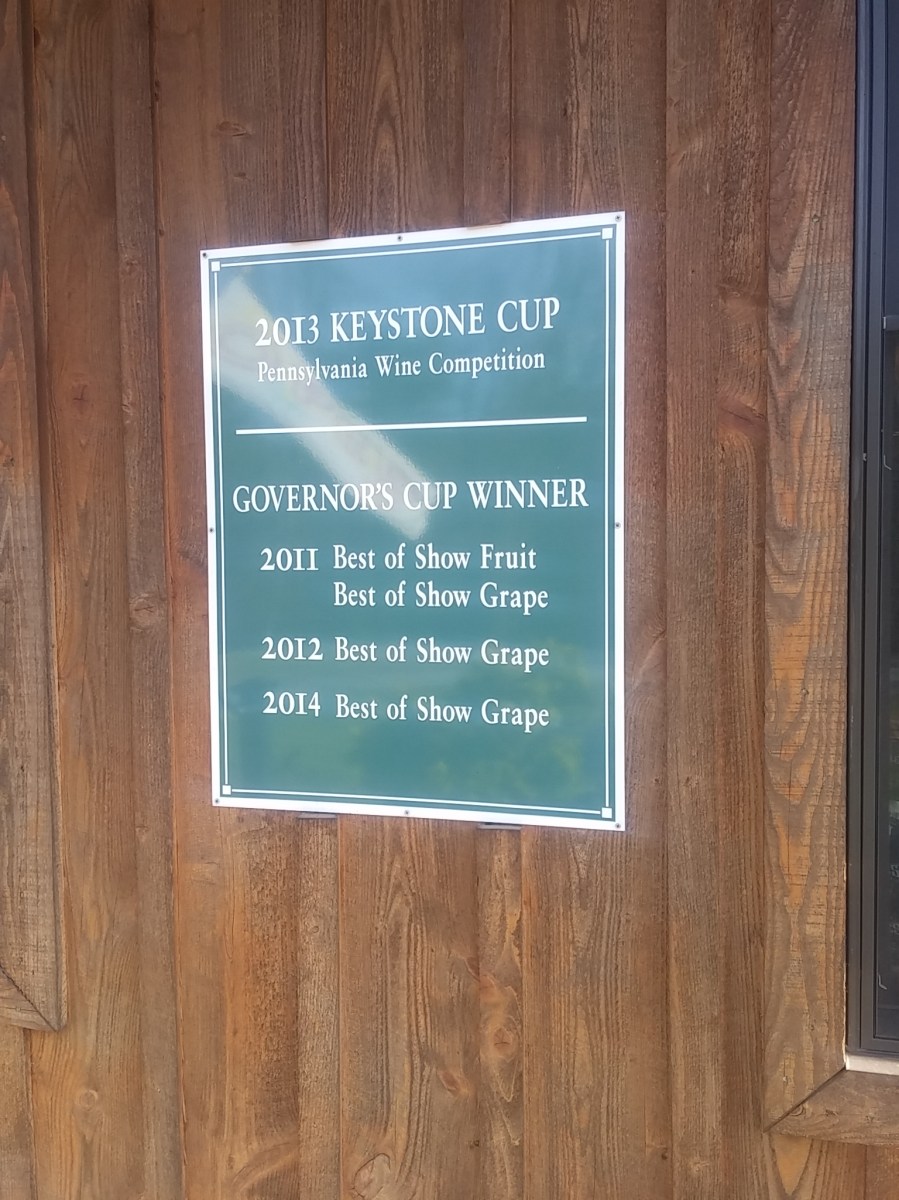 2013 KEYSTONE CUP
Pennsylvania Wine Competition
GOVERNOR'S CUP WINNER
2011 Best of Show Fruit
Best of Show Grape
2012 Best of Show Grape
2014 Best of Show Grape